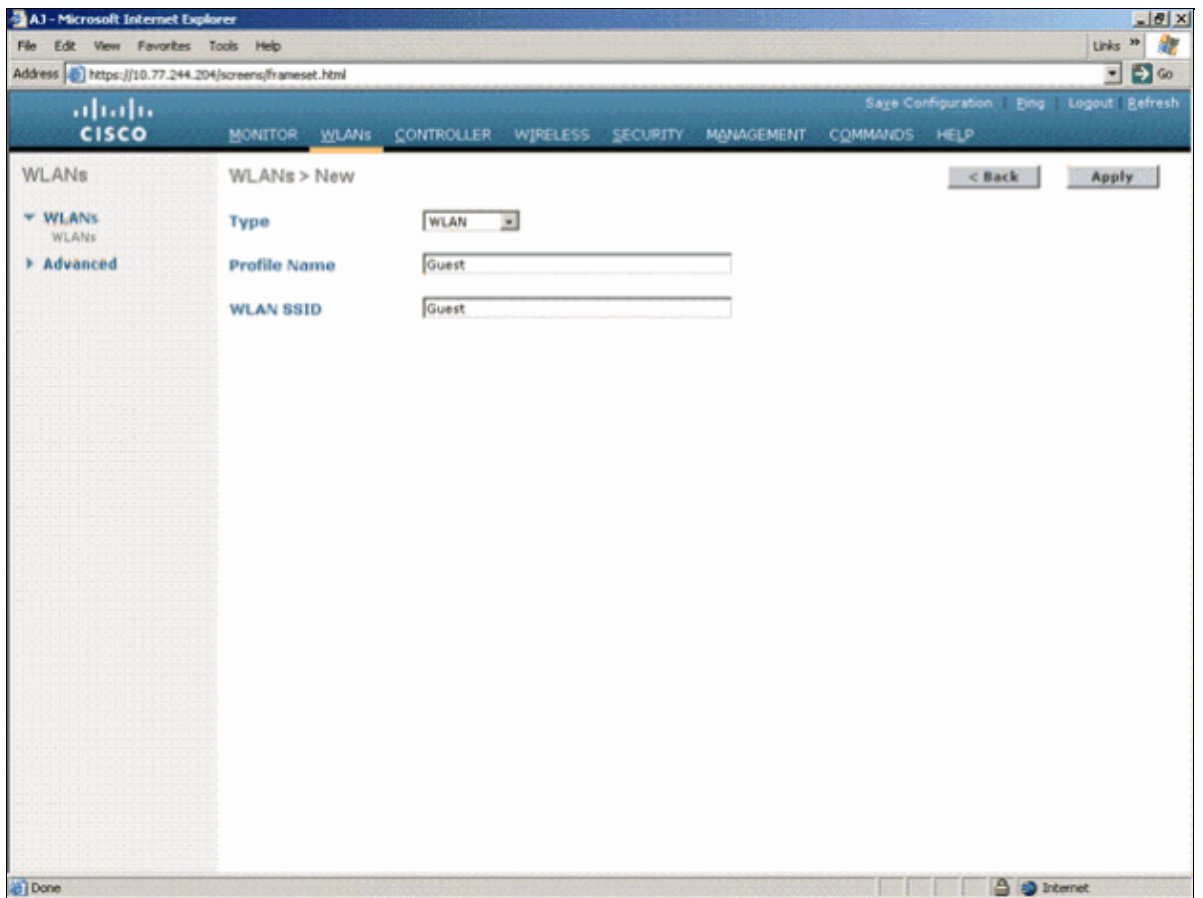 AJ - Microsoft Internet Explorer
File Edit View Favorites Tools Help Links »
Address https://10.77.244.204/screens/frameset.html Go
Save Configuration | Ping | Logout | Refresh
CISCO MONITOR WLANs CONTROLLER WIRELESS SECURITY MANAGEMENT COMMANDS HELP
WLANs WLANs > New < Back Apply
WLANs Type WLAN
WLANs
Advanced Profile Name Guest
WLAN SSID Guest
Done Internet